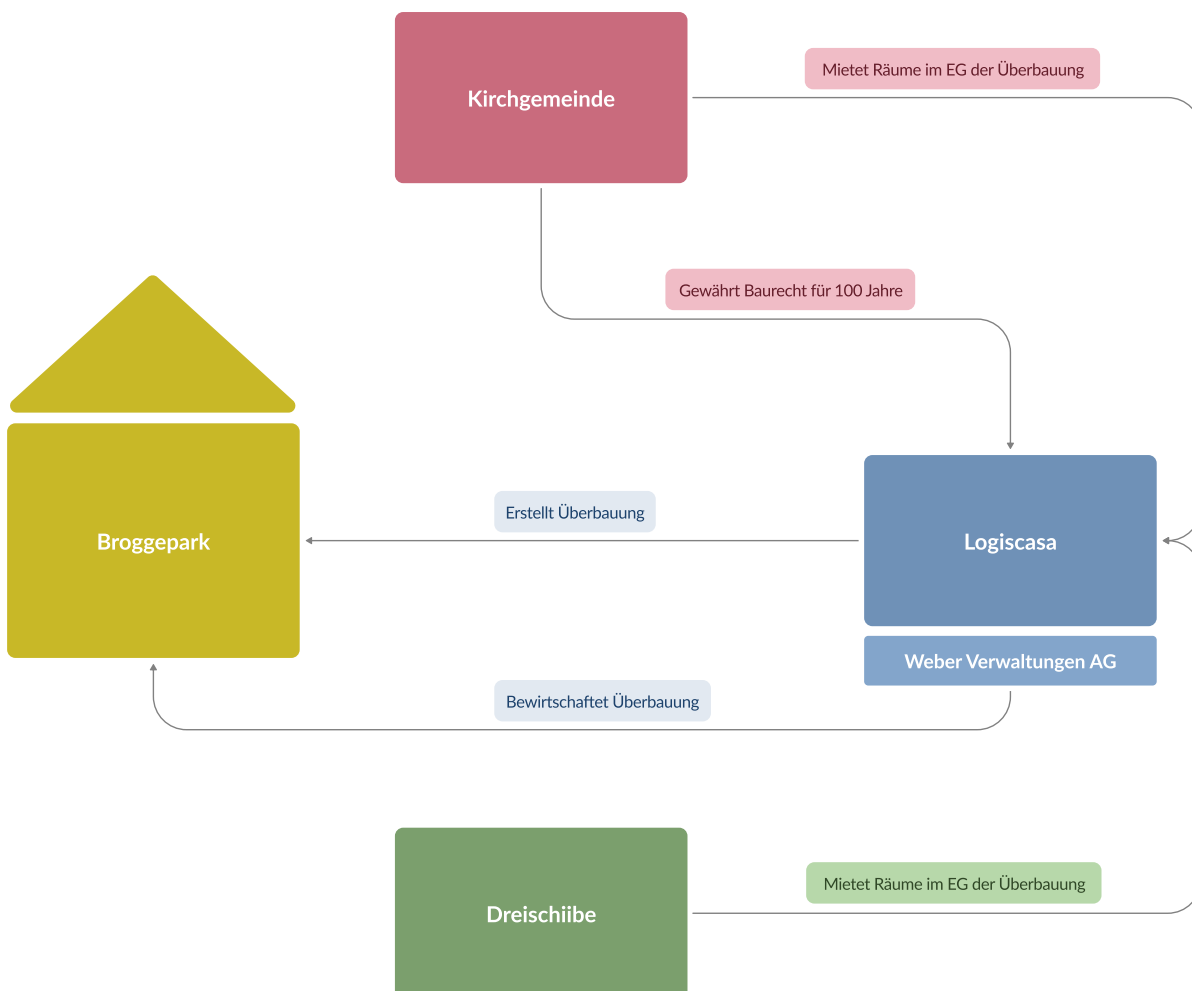 Mietet Räume im EG der Überbauung
Kirchgemeinde
Gewährt Baurecht für 100 Jahre
Erstellt Überbauung
Broggepark
Logiscasa
Weber Verwaltungen AG
Bewirtschaftet Überbauung
Mietet Räume im EG der Überbauung
Dreischiibe